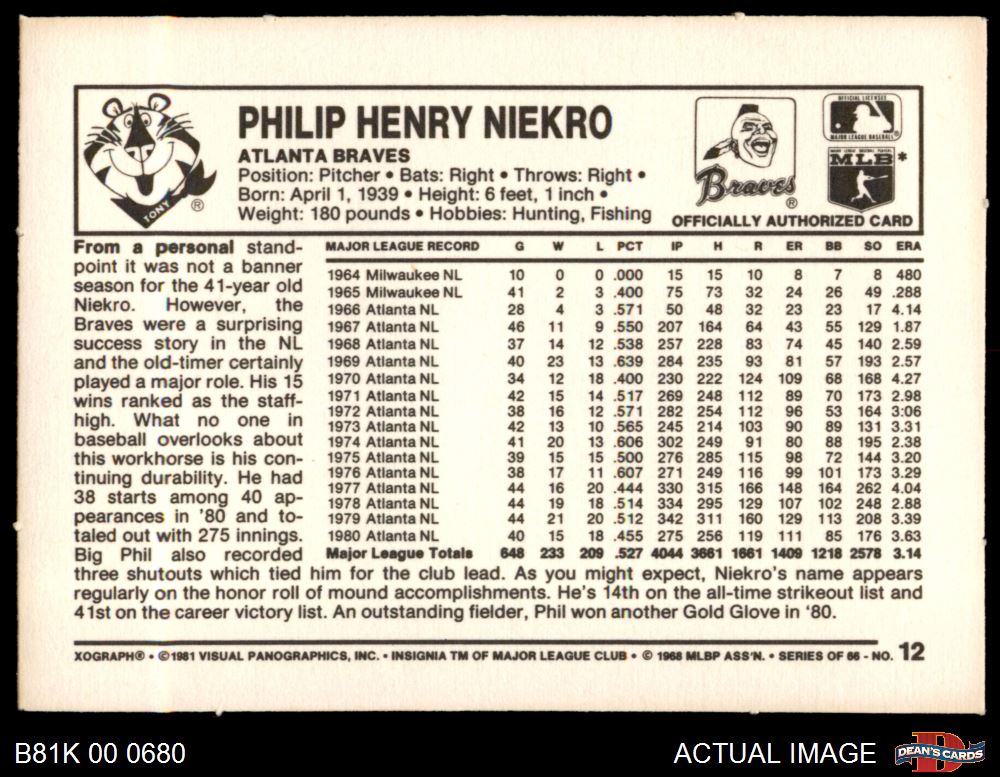 PHILIP HENRY NIEKRO
ATLANTA BRAVES
Position: Pitcher • Bats: Right • Throws: Right •
Born: April 1, 1939 • Height: 6 feet, 1 inch •
Weight: 180 pounds • Hobbies: Hunting, Fishing
TONY ®
Braves ®
OFFICIAL LICENSEE
MAJOR LEAGUE BASEBALL ®
MAJOR LEAGUE BASEBALL PLAYERS
MLB *
OFFICIALLY AUTHORIZED CARD
From a personal stand-
point it was not a banner
season for the 41-year old
Niekro. However, the
Braves were a surprising
success story in the NL
and the old-timer certainly
played a major role. His 15
wins ranked as the staff-
high. What no one in
baseball overlooks about
this workhorse is his con-
tinuing durability. He had
38 starts among 40 ap-
pearances in '80 and to-
taled out with 275 innings.
Big Phil also recorded
MAJOR LEAGUE RECORD G W L PCT IP H R ER BB SO ERA
1964 Milwaukee NL 10 0 0 .000 15 15 10 8 7 8 480
1965 Milwaukee NL 41 2 3 .400 75 73 32 24 26 49 .288
1966 Atlanta NL 28 4 3 .571 50 48 32 23 23 17 4.14
1967 Atlanta NL 46 11 9 .550 207 164 64 43 55 129 1.87
1968 Atlanta NL 37 14 12 .538 257 228 83 74 45 140 2.59
1969 Atlanta NL 40 23 13 .639 284 235 93 81 57 193 2.57
1970 Atlanta NL 34 12 18 .400 230 222 124 109 68 168 4.27
1971 Atlanta NL 42 15 14 .517 269 248 112 89 70 173 2.98
1972 Atlanta NL 38 16 12 .571 282 254 112 96 53 164 3:06
1973 Atlanta NL 42 13 10 .565 245 214 103 90 89 131 3.31
1974 Atlanta NL 41 20 13 .606 302 249 91 80 88 195 2.38
1975 Atlanta NL 39 15 15 .500 276 285 115 98 72 144 3.20
1976 Atlanta NL 38 17 11 .607 271 249 116 99 101 173 3.29
1977 Atlanta NL 44 16 20 .444 330 315 166 148 164 262 4.04
1978 Atlanta NL 44 19 18 .514 334 295 129 107 102 248 2.88
1979 Atlanta NL 44 21 20 .512 342 311 160 129 113 208 3.39
1980 Atlanta NL 40 15 18 .455 275 256 119 111 85 176 3.63
Major League Totals 648 233 209 .527 4044 3661 1661 1409 1218 2578 3.14
three shutouts which tied him for the club lead. As you might expect, Niekro's name appears
regularly on the honor roll of mound accomplishments. He's 14th on the all-time strikeout list and
41st on the career victory list. An outstanding fielder, Phil won another Gold Glove in '80.
XOGRAPH® • ©1981 VISUAL PANOGRAPHICS, INC. • INSIGNIA TM OF MAJOR LEAGUE CLUB • © 1968 MLBP ASS'N. • SERIES OF 66 - NO. 12
B81K 00 0680
ACTUAL IMAGE
DEAN'S CARDS